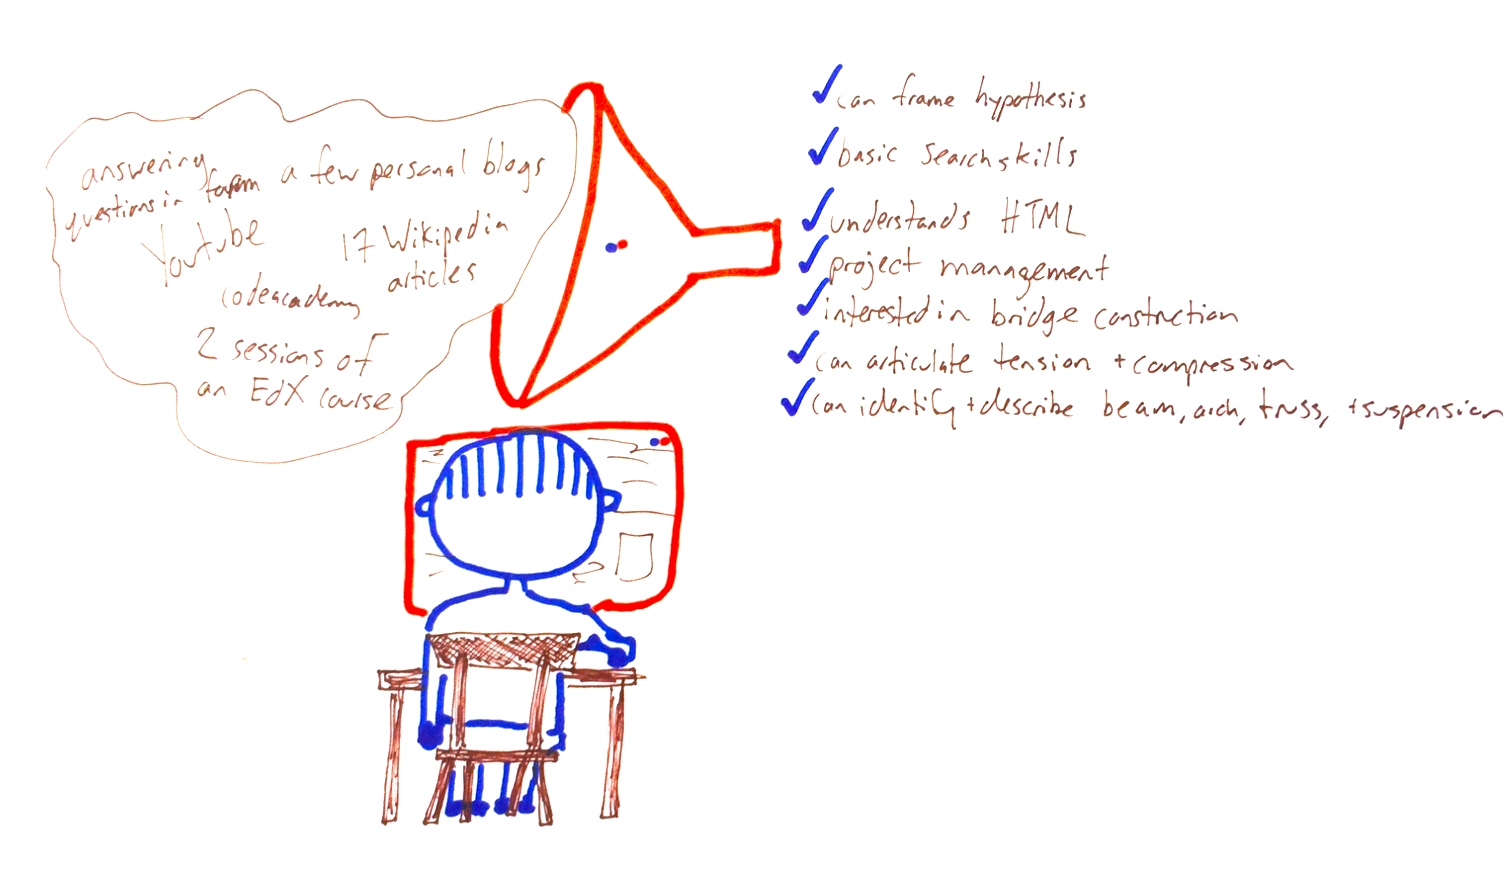 answering
questions in forum
a few personal blogs
Youtube
17 Wikipedia
articles
codeacademy
2 sessions of
an EdX course
can frame hypothesis
basic search skills
understands HTML
project management
interested in bridge construction
can articulate tension + compression
can identify + describe beam, arch, truss, + suspension